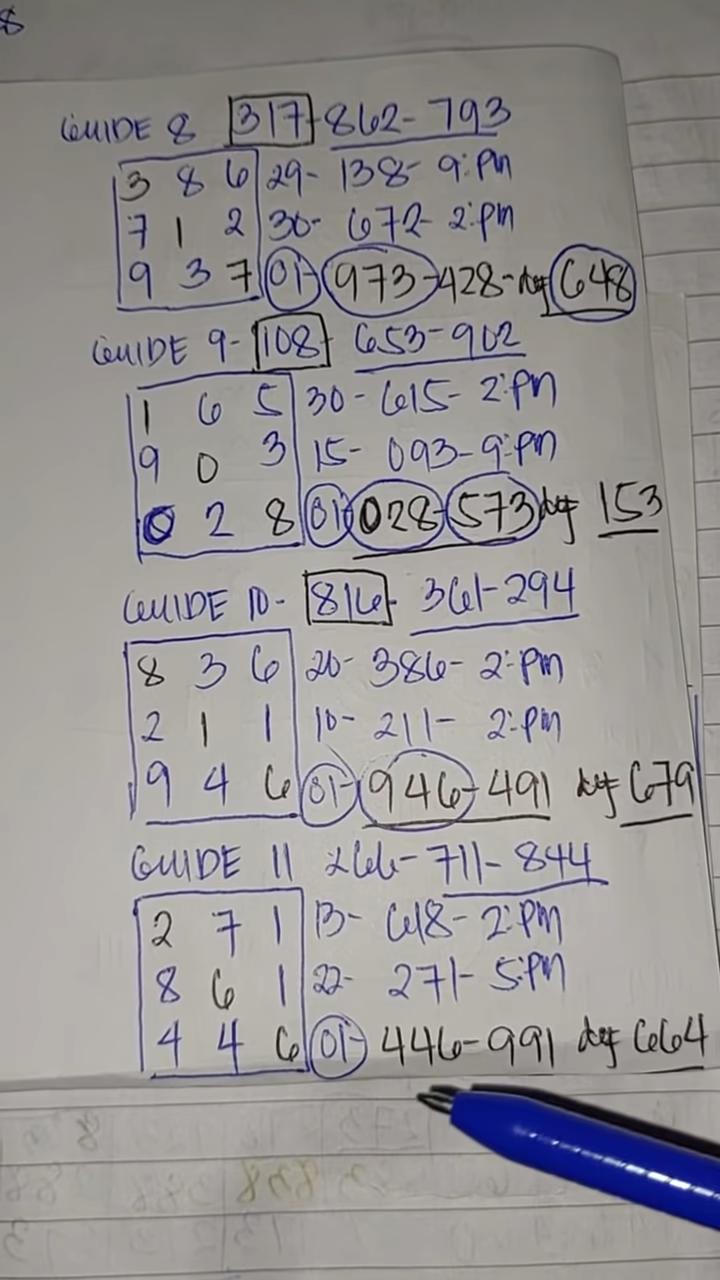 8
GUIDE 8 317-862-793
3 8 6 29- 138- 9:PM
7 1 2 30- 672- 2:PM
9 3 7 01- 973-428- def 648
GUIDE 9- 108- 653-902
1 6 5 30- 615- 2:PM
9 0 3 15- 093-9:PM
0 2 8 01- 028-573 def 153
GUIDE 10- 816- 361-294
8 3 6 20- 386- 2:PM
2 1 1 10- 211- 2:PM
9 4 6 01- 946-491 def 679
GUIDE 11 266-711-844
2 7 1 13- 618-2:PM
8 6 1 22- 271-5:PM
4 4 6 01- 446-991 def 664